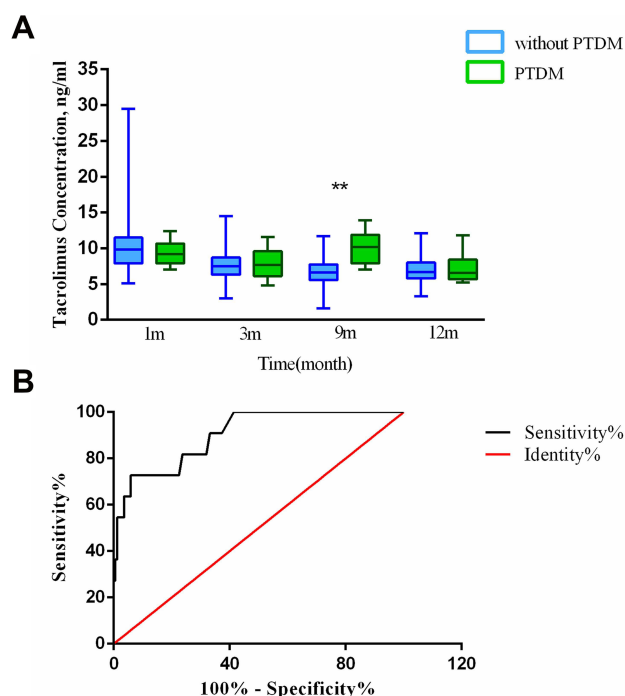 A
without PTDM
PTDM
Tacrolimus Concentration, ng/ml
35
30
25
20
15
10
5
0
**
1m 3m 9m 12m
Time(month)
B
Sensitivity%
Identity%
Sensitivity%
100
80
60
40
20
0
0 40 80 120
100% - Specificity%